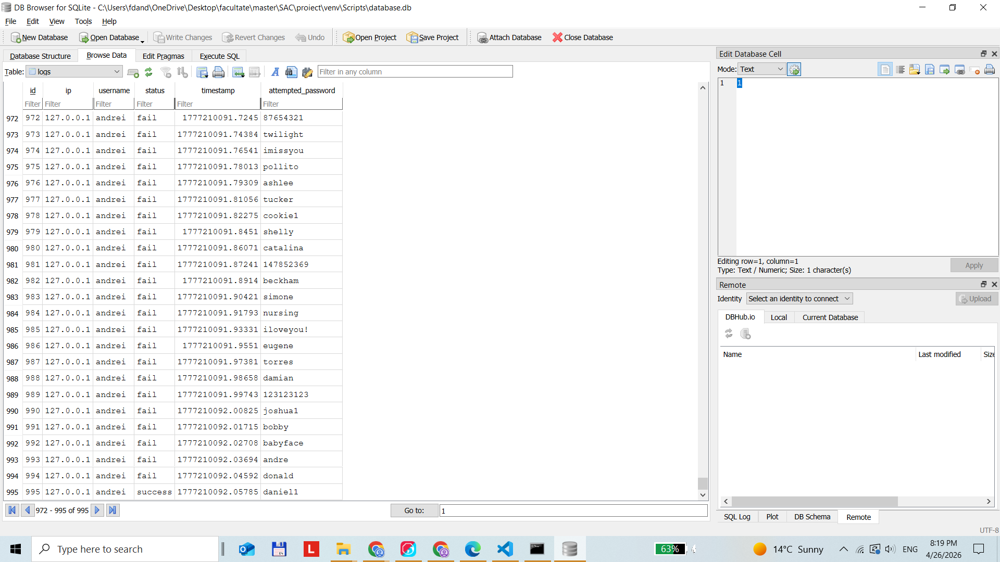 DB Browser for SQLite - C:\Users\fdand\OneDrive\Desktop\facultate\master\SAC\project\venv\Scripts\database.db
File Edit View Tools Help
New Database Open Database Write Changes Revert Changes Undo Open Project Save Project Attach Database Close Database
Database Structure Browse Data Edit Pragmas Execute SQL
Table: logs Filter in any column
id ip username status timestamp attempted_password
Filter Filter Filter Filter Filter Filter
972 972 127.0.0.1 andrei fail 1777210091.7245 87654321
973 973 127.0.0.1 andrei fail 1777210091.74384 twilight
974 974 127.0.0.1 andrei fail 1777210091.76541 imissyou
975 975 127.0.0.1 andrei fail 1777210091.78013 pollito
976 976 127.0.0.1 andrei fail 1777210091.79309 ashlee
977 977 127.0.0.1 andrei fail 1777210091.81056 tucker
978 978 127.0.0.1 andrei fail 1777210091.82275 cookie1
979 979 127.0.0.1 andrei fail 1777210091.8451 shelly
980 980 127.0.0.1 andrei fail 1777210091.86071 catalina
981 981 127.0.0.1 andrei fail 1777210091.87241 147852369
982 982 127.0.0.1 andrei fail 1777210091.8914 beckham
983 983 127.0.0.1 andrei fail 1777210091.90421 simone
984 984 127.0.0.1 andrei fail 1777210091.91793 nursing
985 985 127.0.0.1 andrei fail 1777210091.93331 iloveyou!
986 986 127.0.0.1 andrei fail 1777210091.9551 eugene
987 987 127.0.0.1 andrei fail 1777210091.97381 torres
988 988 127.0.0.1 andrei fail 1777210091.98658 damian
989 989 127.0.0.1 andrei fail 1777210091.99743 123123123
990 990 127.0.0.1 andrei fail 1777210092.00825 joshua1
991 991 127.0.0.1 andrei fail 1777210092.01715 bobby
992 992 127.0.0.1 andrei fail 1777210092.02708 babyface
993 993 127.0.0.1 andrei fail 1777210092.03694 andre
994 994 127.0.0.1 andrei fail 1777210092.04592 donald
995 995 127.0.0.1 andrei success 1777210092.05785 daniel1
972 - 995 of 995 Go to: 1
Edit Database Cell
Mode: Text
1 1
Editing row=1, column=1
Type: Text / Numeric; Size: 1 character(s)
Apply
Remote
Identity Select an identity to connect Upload
DBHub.io Local Current Database
Name Last modified Size
SQL Log Plot DB Schema Remote
UTF-8
Type here to search
64
L
63%
14°C Sunny
ENG
8:19 PM
4/26/2026